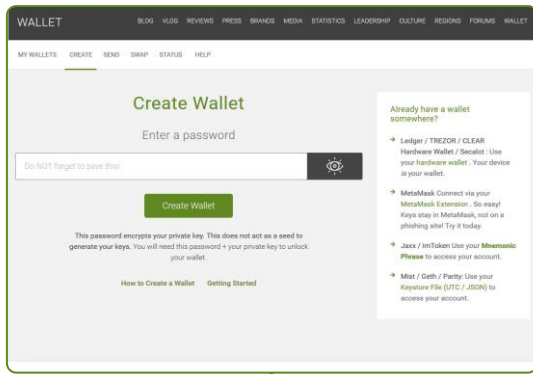 WALLET
BLOG VLOG REVIEWS PRESS BRANDS MEDIA STATISTICS LEADERSHIP CULTURE REGIONS FORUMS WALLET
MY WALLETS CREATE SEND SWAP STATUS HELP
Create Wallet
Enter a password
Do NOT forget to save this!
Create Wallet
This password encrypts your private key. This does not act as a seed to
generate your keys. You will need this password + your private key to unlock
your wallet.
How to Create a Wallet Getting Started
Already have a wallet
somewhere?
Ledger / TREZOR / CLEAR
Hardware Wallet / Secalot : Use
your hardware wallet . Your device
is your wallet.
MetaMask Connect via your
MetaMask Extension . So easy!
Keys stay in MetaMask, not on a
phishing site! Try it today.
Jaxx / imToken Use your Mnemonic
Phrase to access your account.
Mist / Geth / Parity: Use your
Keystore File (UTC / JSON) to
access your account.